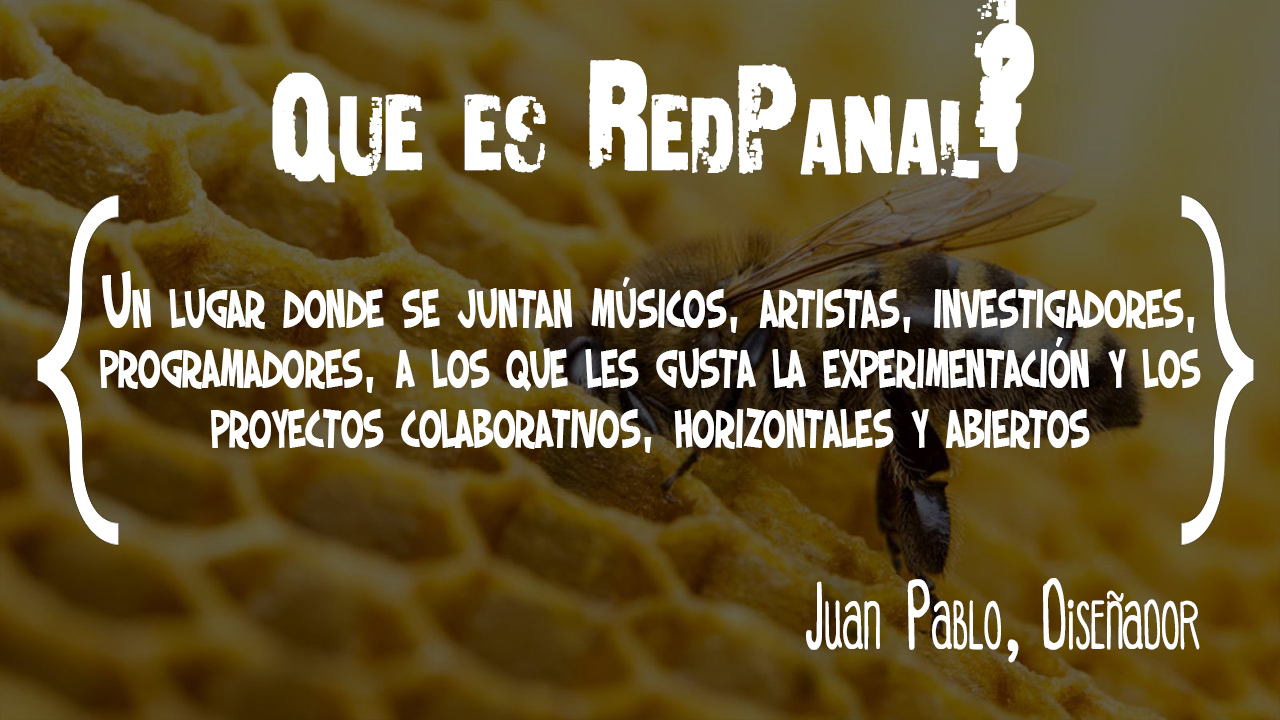 Que es RedPanal?
Un lugar donde se juntan músicos, artistas, investigadores,
programadores, a los que les gusta la experimentación y los
proyectos colaborativos, horizontales y abiertos
Juan Pablo, Diseñador